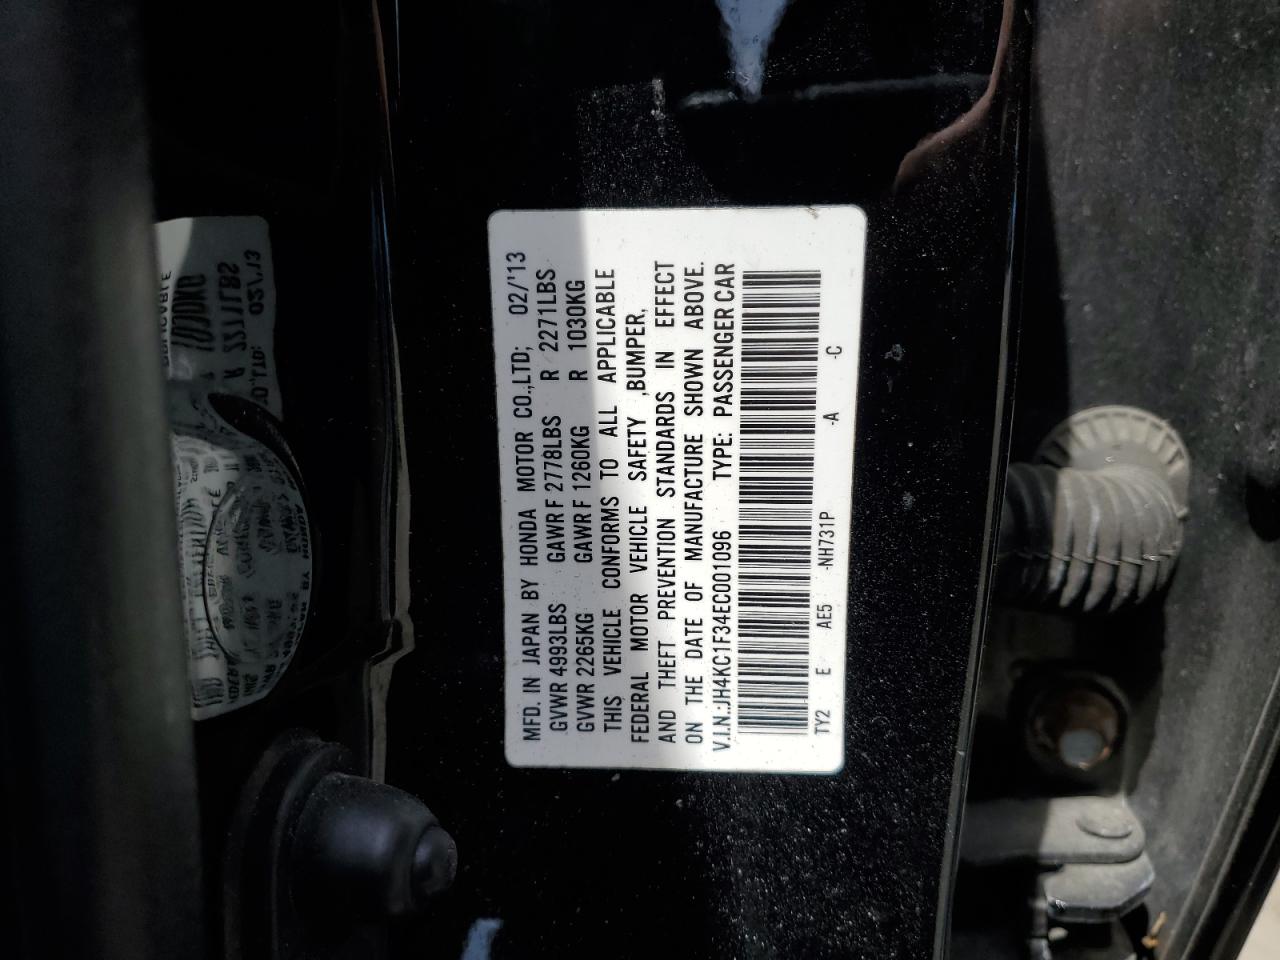 MFD. IN JAPAN BY HONDA MOTOR CO.,LTD; 02/'13
GVWR 4993LBS GAWR F 2778LBS R 2271LBS
GVWR 2265KG GAWR F 1260KG R 1030KG
THIS VEHICLE CONFORMS TO ALL APPLICABLE
FEDERAL MOTOR VEHICLE SAFETY ,BUMPER,
AND THEFT PREVENTION STANDARDS IN EFFECT
ON THE DATE OF MANUFACTURE SHOWN ABOVE.
V.I.N.:JH4KC1F34EC001096 TYPE: PASSENGER CAR
TY2 E AE5 -NH731P -A -C